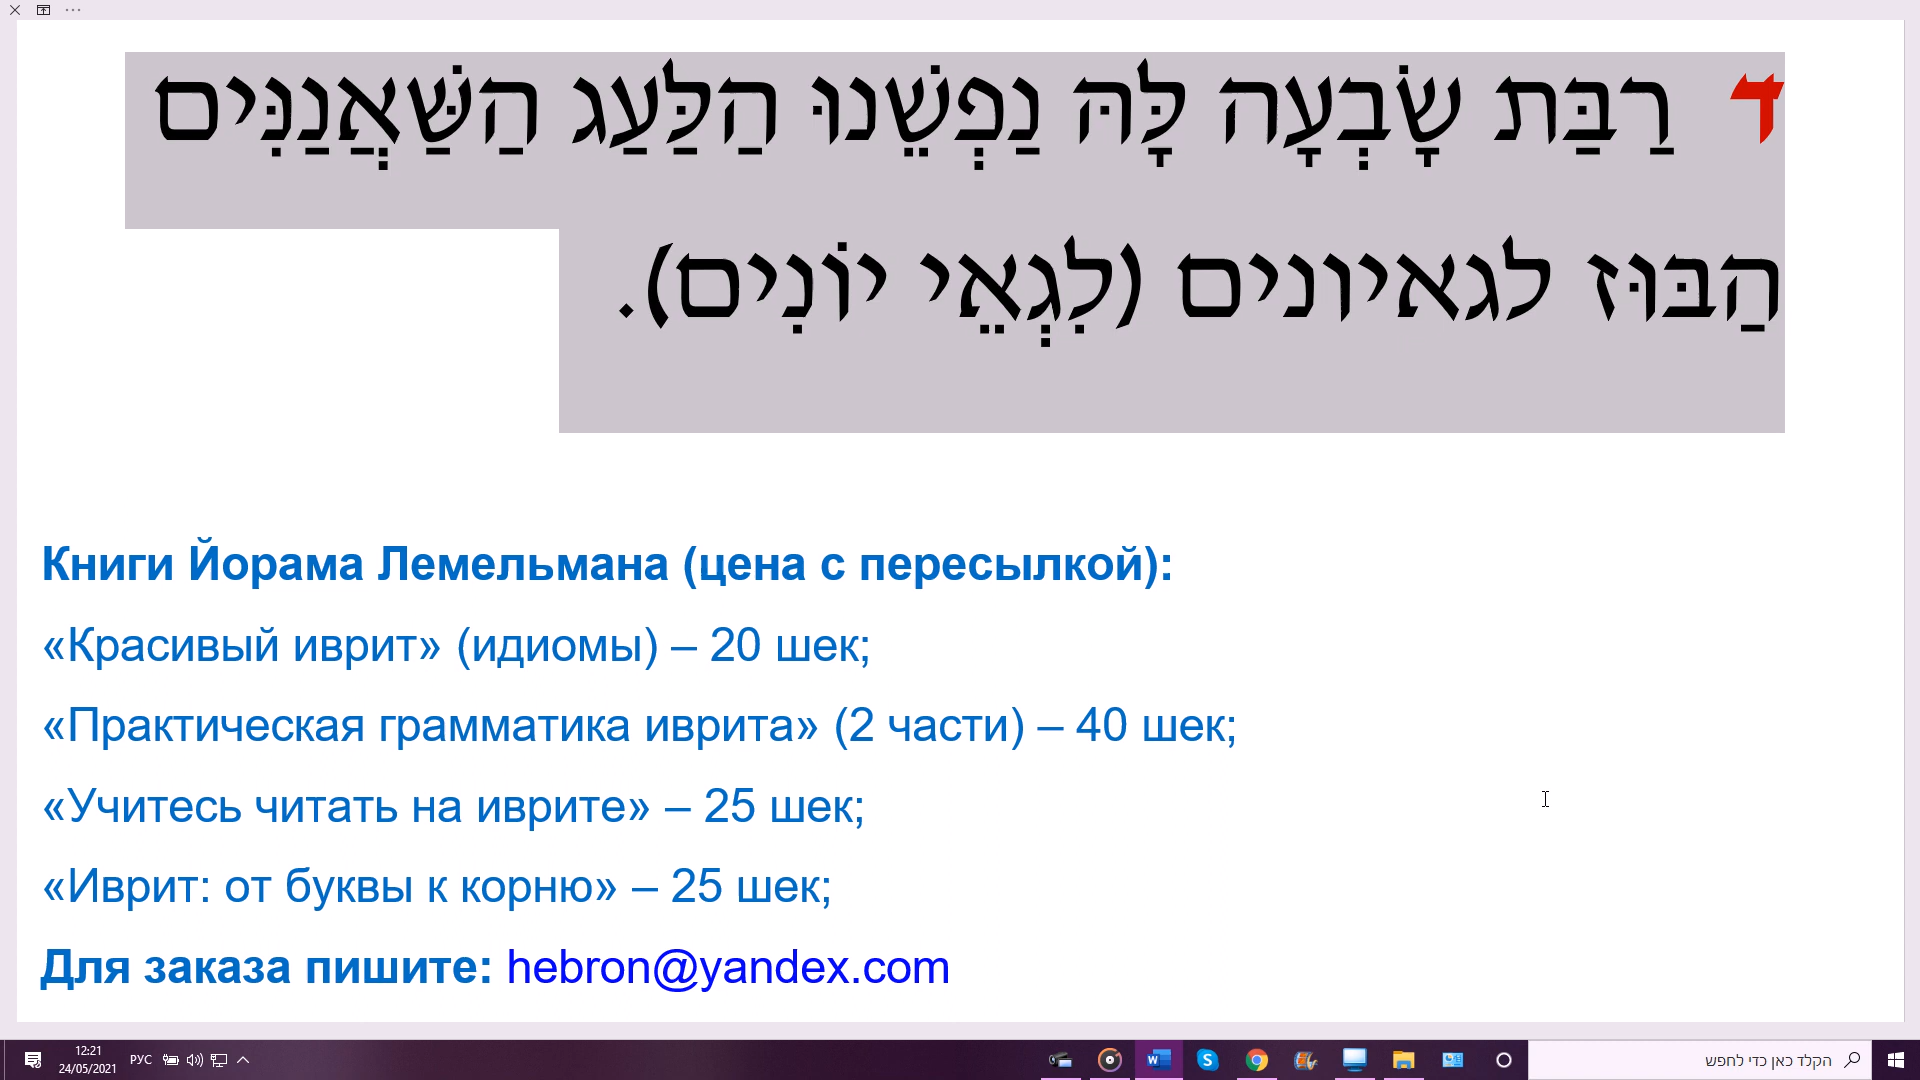 ד רַבַּת שָׂבְעָה לָּהּ נַפְשֵׁנוּ הַלַּעַג הַשַּׁאֲנַנִּים
הַבּוּז לגאיונים (לִגְאֵי יוֹנִים).
Книги Йорама Лемельмана (цена с пересылкой):
«Красивый иврит» (идиомы) – 20 шек;
«Практическая грамматика иврита» (2 части) – 40 шек;
«Учитесь читать на иврите» – 25 шек;
«Иврит: от буквы к корню» – 25 шек;
Для заказа пишите: hebron@yandex.com
12:21
24/05/2021
РУС
הקלד כאן כדי לחפש